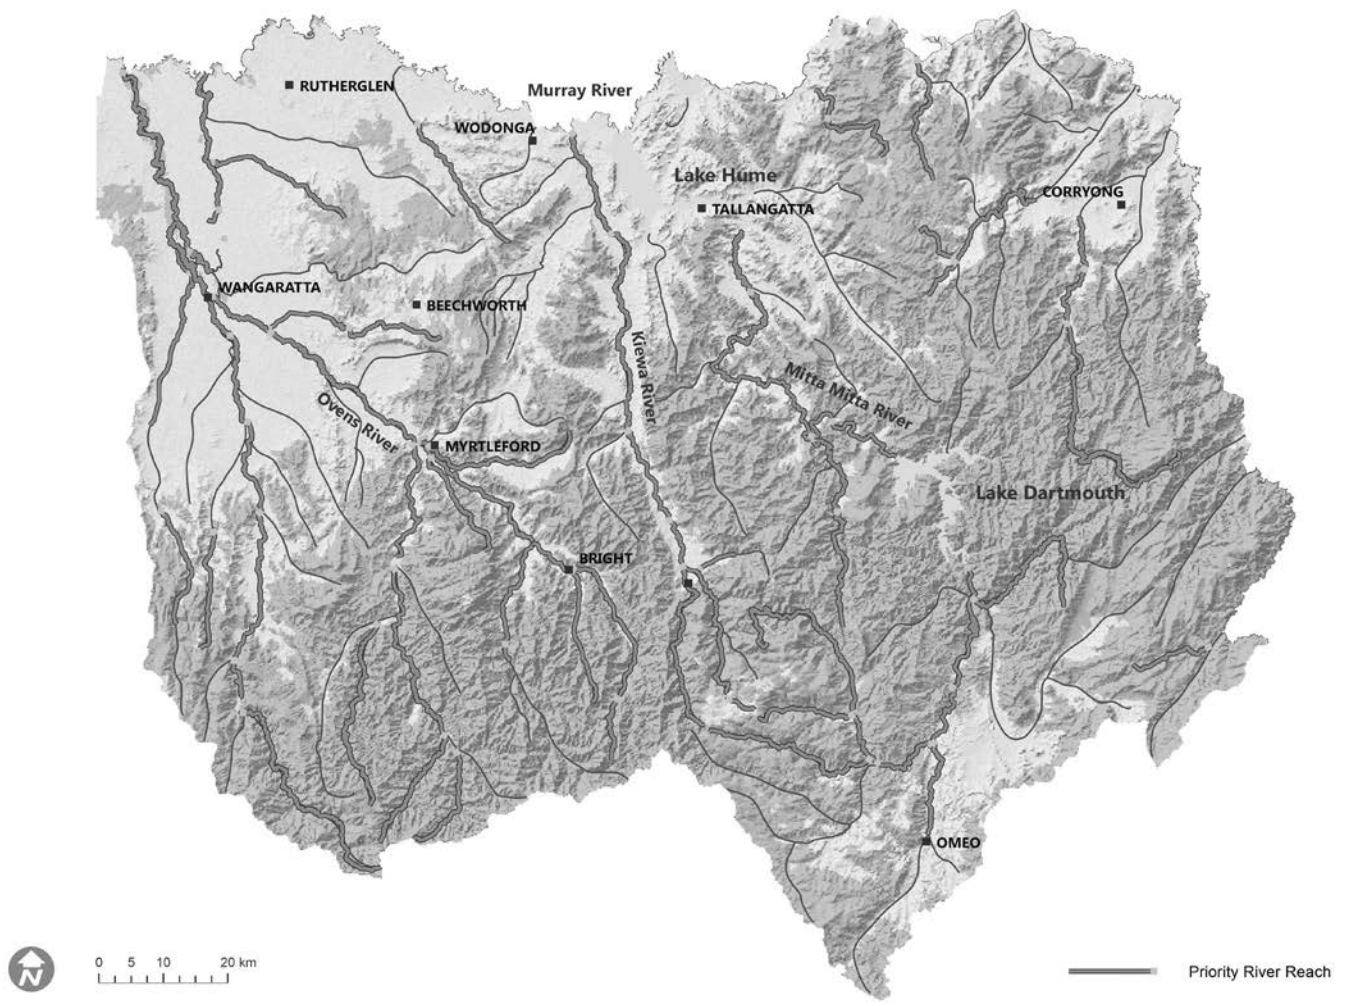 RUTHERGLEN
Murray River
WODONGA
Lake Hume
CORRYONG
TALLANGATTA
WANGARATTA
BEECHWORTH
Kiewa River
Mitta Mitta River
Ovens River
MYRTLEFORD
Lake Dartmouth
BRIGHT
OMEO
N
0 5 10 20 km
Priority River Reach